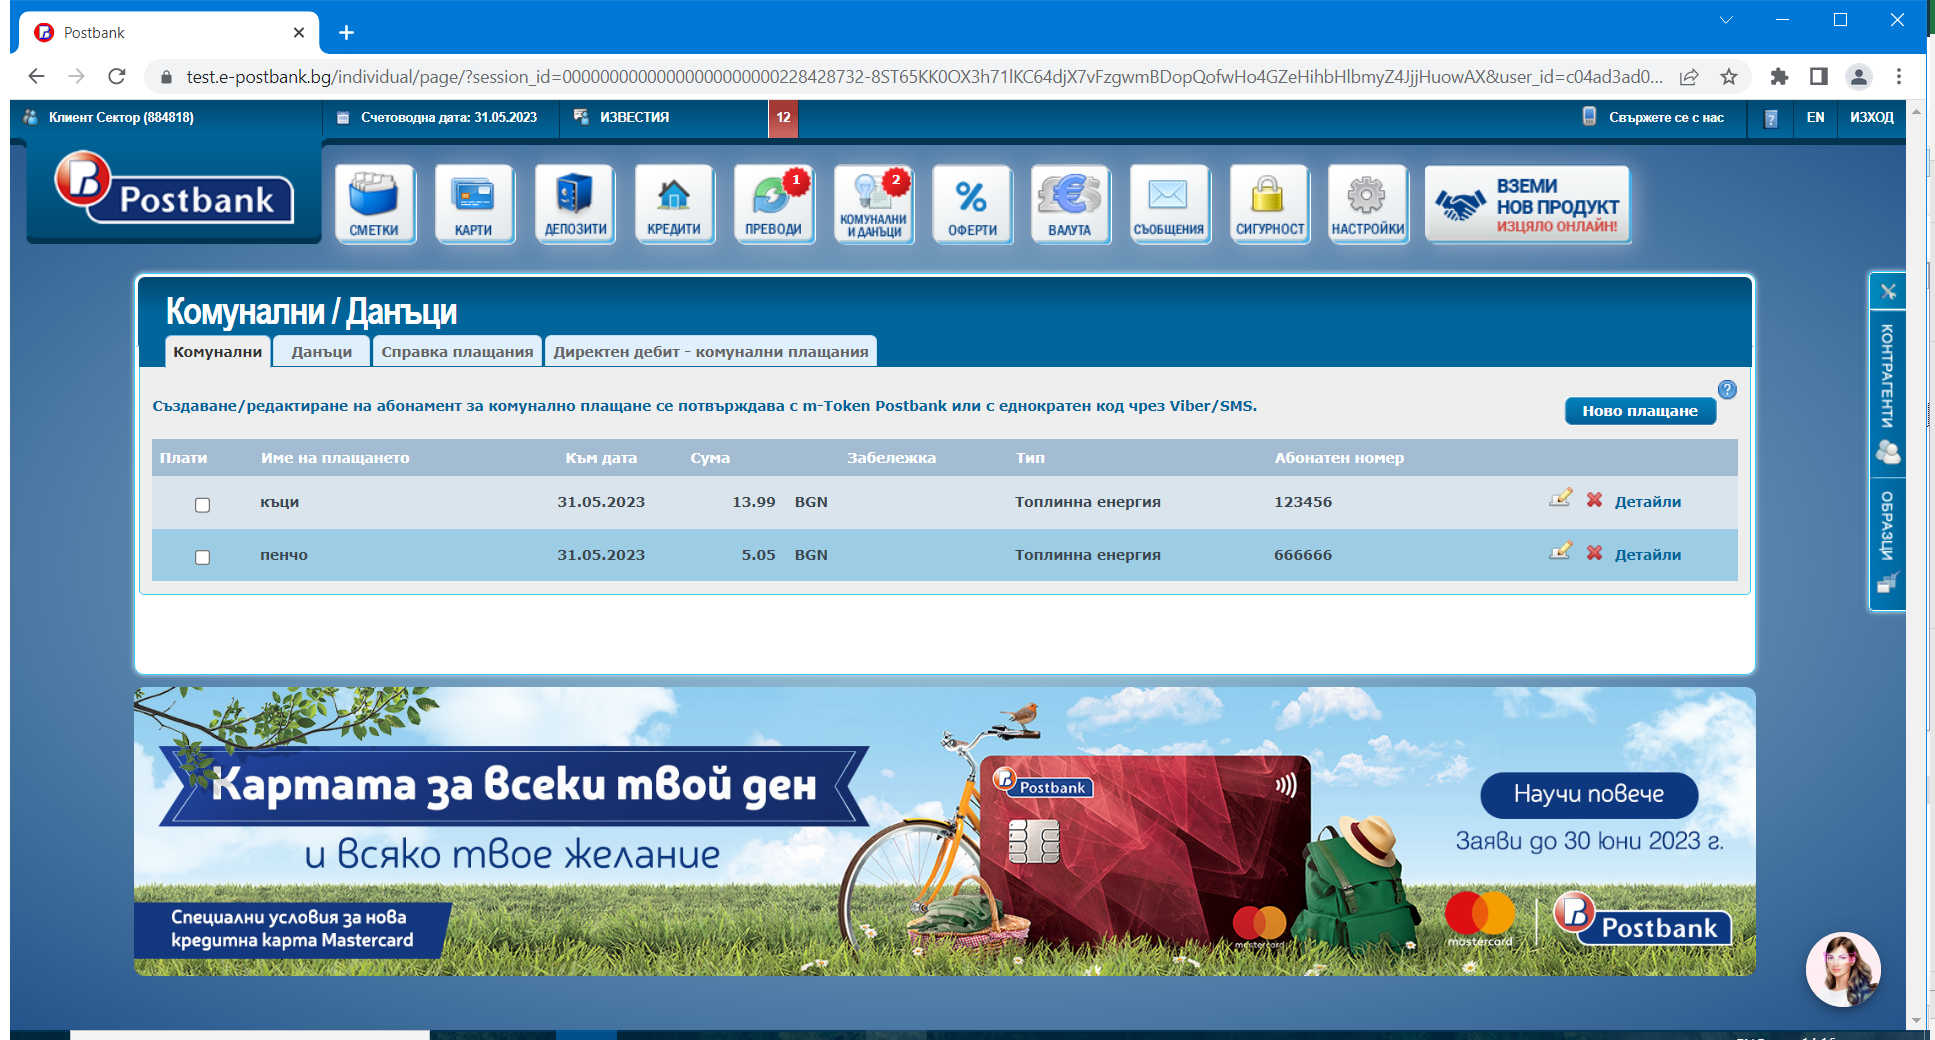 Postbank
test.e-postbank.bg/individual/page/?session_id=0000000000000000000000228428732-8ST65KK0OX3h71lKC64djX7vFzgwmBDopQofwHo4GZeHihbHlbmyZ4JjjHuowAX&user_id=c04ad3ad0...
Клиент Сектор (884818)
Счетоводна дата: 31.05.2023
ИЗВЕСТИЯ
12
Свържете се с нас
EN
ИЗХОД
Postbank
СМЕТКИ
КАРТИ
ДЕПОЗИТИ
КРЕДИТИ
1
ПРЕВОДИ
2
КОМУНАЛНИ
И ДАНЪЦИ
ОФЕРТИ
ВАЛУТА
СЪОБЩЕНИЯ
СИГУРНОСТ
НАСТРОЙКИ
ВЗЕМИ
НОВ ПРОДУКТ
ИЗЦЯЛО ОНЛАЙН!
КОНТРАГЕНТИ
ОБРАЗЦИ
Комунални / Данъци
Комунални Данъци Справка плащания Директен дебит - комунални плащания
Създаване/редактиране на абонамент за комунално плащане се потвърждава с m-Token Postbank или с еднократен код чрез Viber/SMS.
Ново плащане
Плати Име на плащането Към дата Сума Забележка Тип Абонатен номер
къци 31.05.2023 13.99 BGN Топлинна енергия 123456 Детайли
пенчо 31.05.2023 5.05 BGN Топлинна енергия 666666 Детайли
Картата за всеки твой ден
и всяко твое желание
Специални условия за нова
кредитна карта Mastercard
Postbank
mastercard
Научи повече
Заяви до 30 юни 2023 г.
mastercard
Postbank